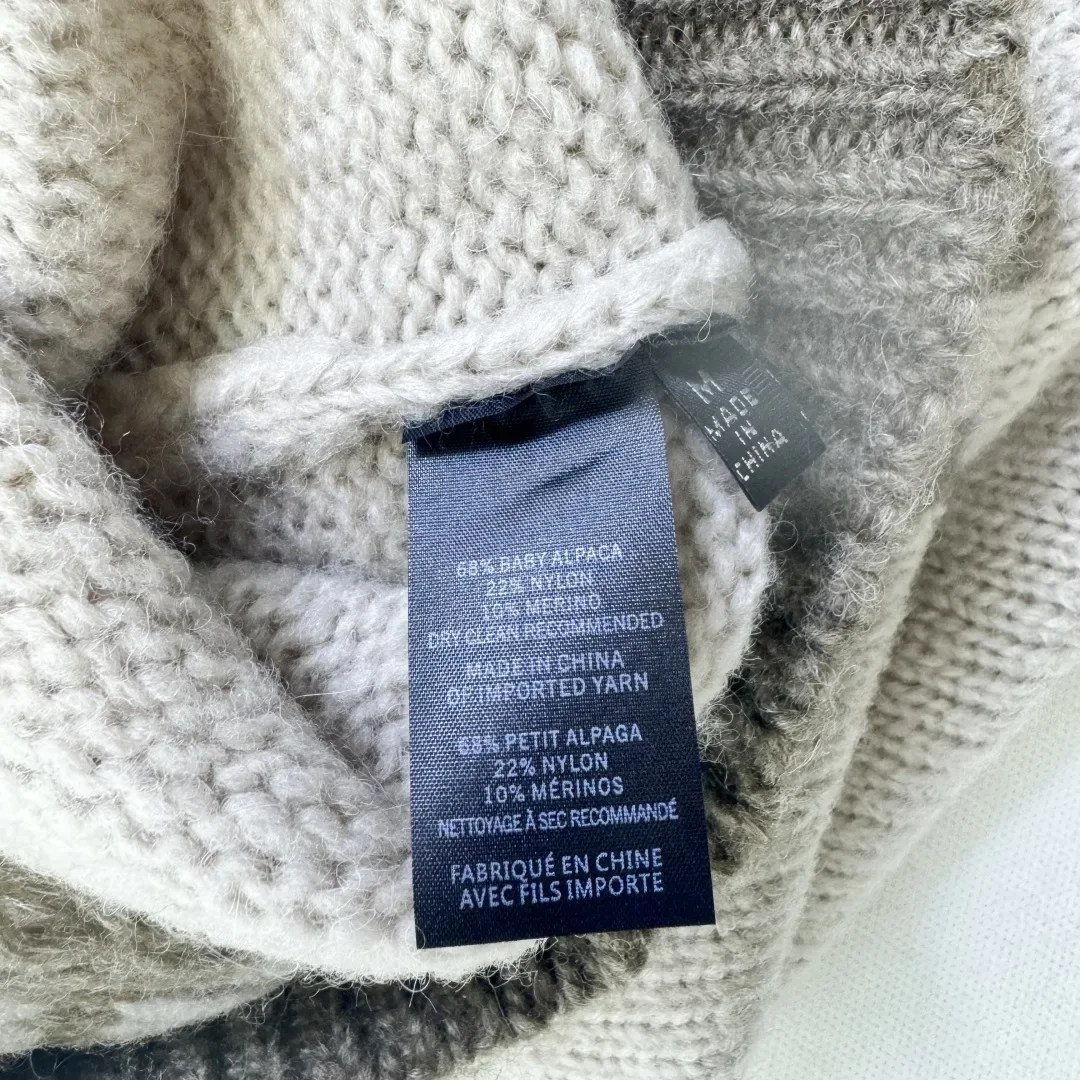 68% BABY ALPACA
22% NYLON
10% MERINO
DRY CLEAN RECOMMENDED
MADE IN CHINA
OF IMPORTED YARN
68% PETIT ALPAGA
22% NYLON
10% MÉRINOS
NETTOYAGE À SEC RECOMMANDÉ
FABRIQUÉ EN CHINE
AVEC FILS IMPORTE
M
MADE
IN
CHINA